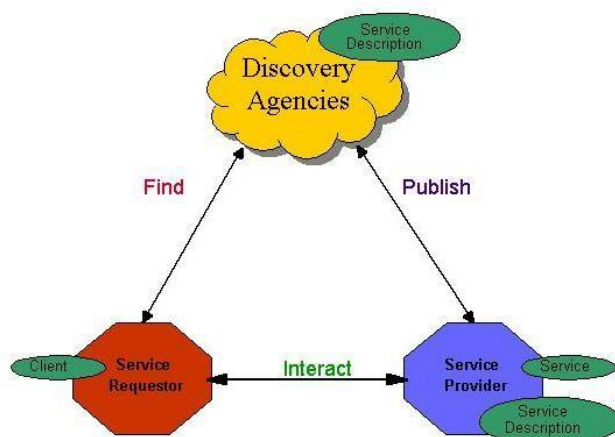 Service
Description
Discovery
Agencies
Find
Publish
Client
Service
Requestor
Interact
Service
Provider
Service
Service
Description